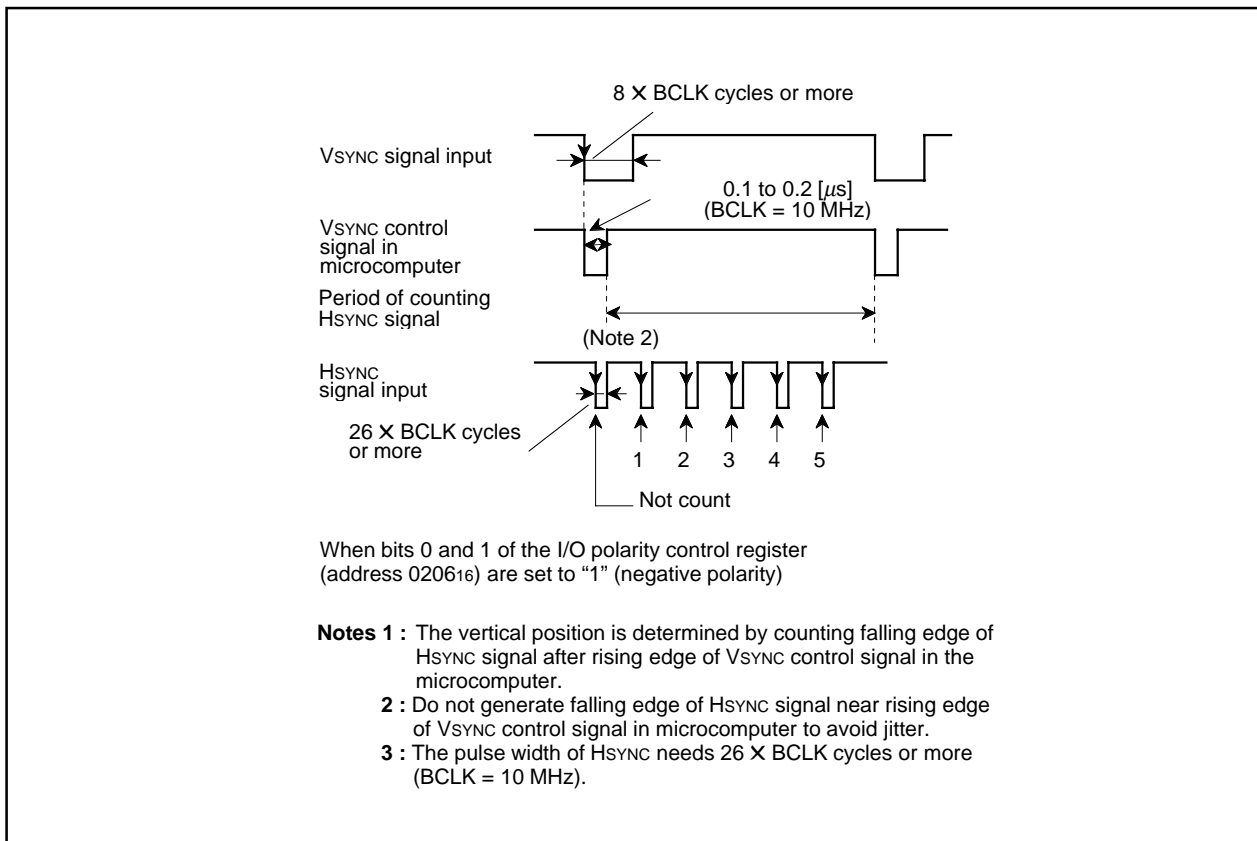 8 X BCLK cycles or more
VSYNC signal input
0.1 to 0.2 [μs]
(BCLK = 10 MHz)
VSYNC control
signal in
microcomputer
Period of counting
HSYNC signal
(Note 2)
HSYNC
signal input
26 X BCLK cycles
or more
1 2 3 4 5
Not count
When bits 0 and 1 of the I/O polarity control register
(address 020616) are set to “1” (negative polarity)
Notes 1 : The vertical position is determined by counting falling edge of
HSYNC signal after rising edge of VSYNC control signal in the
microcomputer.
2 : Do not generate falling edge of HSYNC signal near rising edge
of VSYNC control signal in microcomputer to avoid jitter.
3 : The pulse width of HSYNC needs 26 X BCLK cycles or more
(BCLK = 10 MHz).